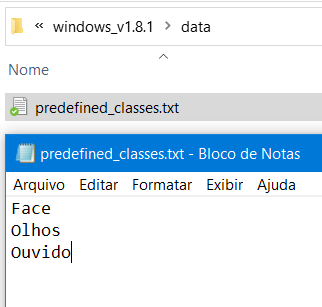 « windows_v1.8.1 > data
Nome
predefined_classes.txt
predefined_classes.txt - Bloco de Notas
Arquivo Editar Formatar Exibir Ajuda
Face
Olhos
Ouvido